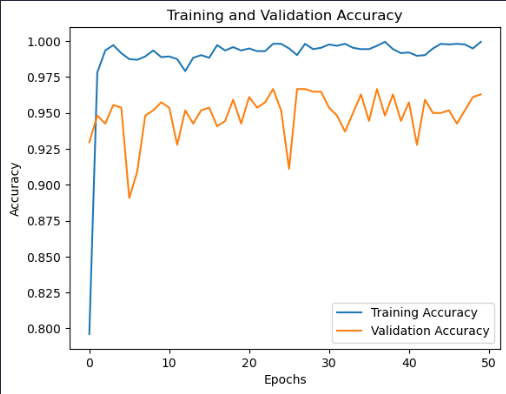 Training and Validation Accuracy
1.000
0.975
0.950
0.925
0.900
0.875
0.850
0.825
0.800
Accuracy
0 10 20 30 40 50
Epochs
Training Accuracy
Validation Accuracy